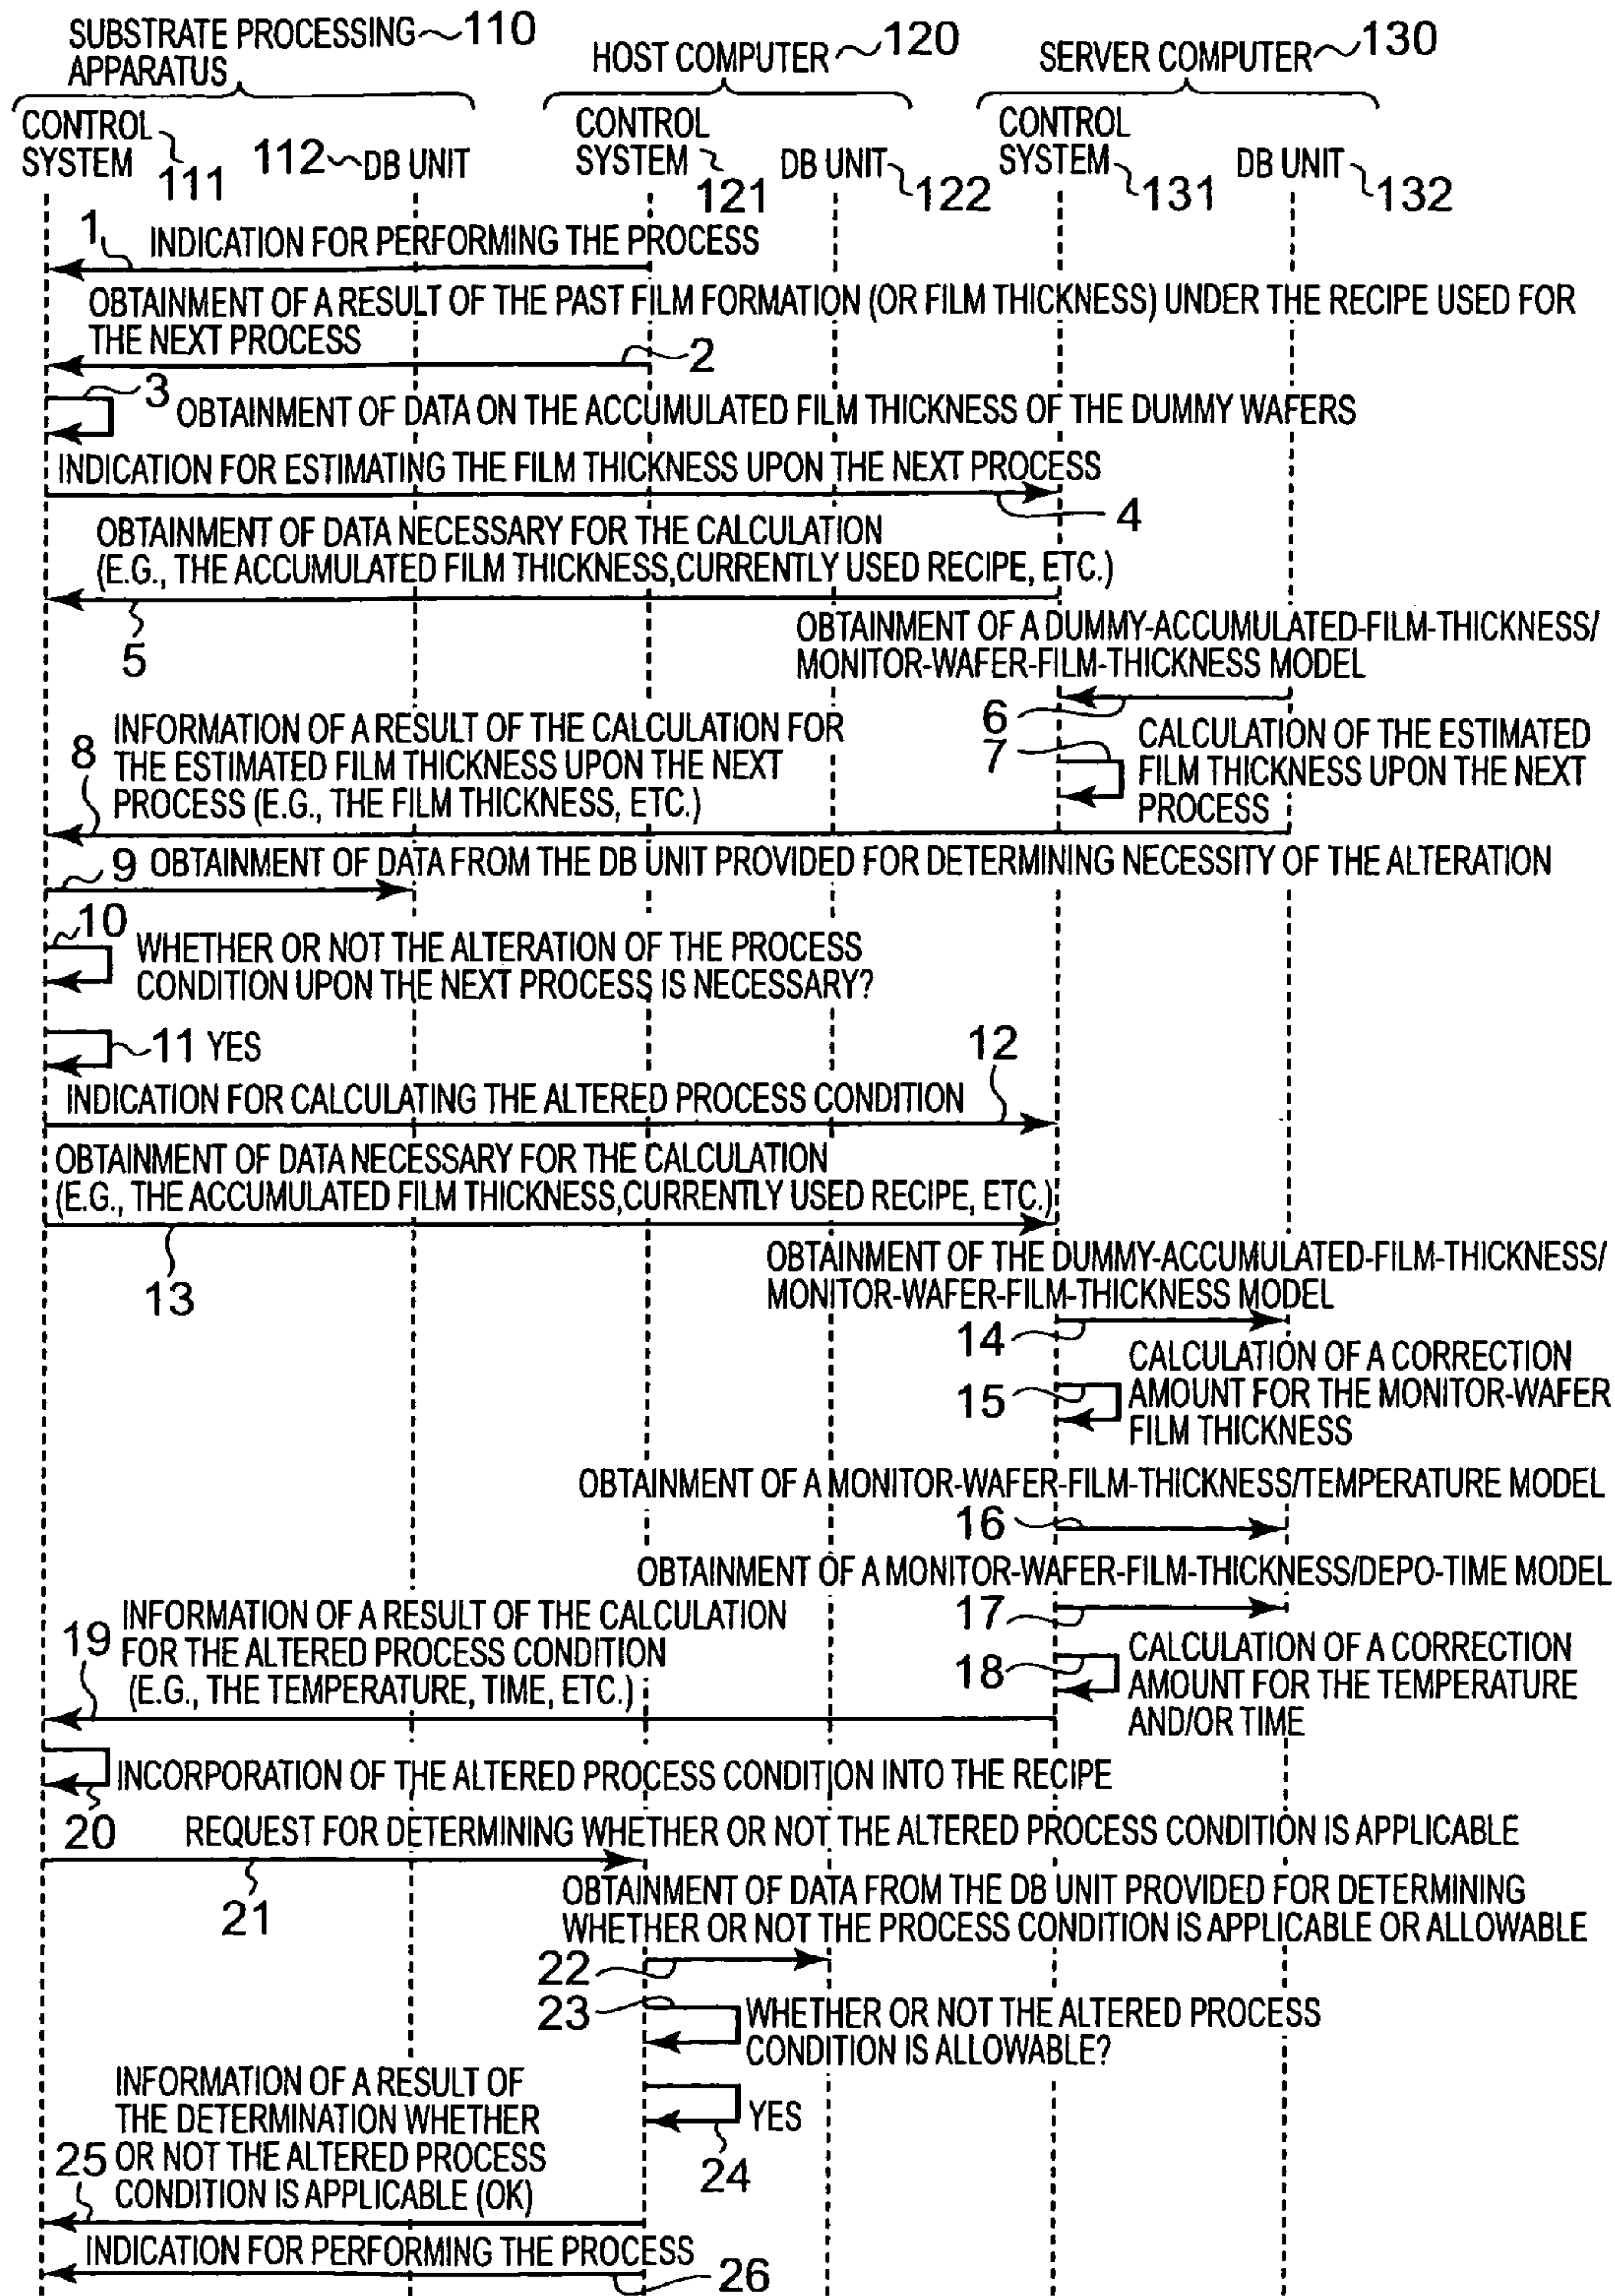 SUBSTRATE PROCESSING 110
APPARATUS
HOST COMPUTER 120
SERVER COMPUTER 130
CONTROL
SYSTEM 111
112 DB UNIT
CONTROL
SYSTEM 121
DB UNIT 122
CONTROL
SYSTEM 131
DB UNIT 132
1 INDICATION FOR PERFORMING THE PROCESS
OBTAINMENT OF A RESULT OF THE PAST FILM FORMATION (OR FILM THICKNESS) UNDER THE RECIPE USED FOR
THE NEXT PROCESS
2
3 OBTAINMENT OF DATA ON THE ACCUMULATED FILM THICKNESS OF THE DUMMY WAFERS
INDICATION FOR ESTIMATING THE FILM THICKNESS UPON THE NEXT PROCESS
4
OBTAINMENT OF DATA NECESSARY FOR THE CALCULATION
(E.G., THE ACCUMULATED FILM THICKNESS,CURRENTLY USED RECIPE, ETC.)
5
OBTAINMENT OF A DUMMY-ACCUMULATED-FILM-THICKNESS/
MONITOR-WAFER-FILM-THICKNESS MODEL
6
7 CALCULATION OF THE ESTIMATED
FILM THICKNESS UPON THE NEXT
PROCESS
8 INFORMATION OF A RESULT OF THE CALCULATION FOR
THE ESTIMATED FILM THICKNESS UPON THE NEXT
PROCESS (E.G., THE FILM THICKNESS, ETC.)
9 OBTAINMENT OF DATA FROM THE DB UNIT PROVIDED FOR DETERMINING NECESSITY OF THE ALTERATION
10
WHETHER OR NOT THE ALTERATION OF THE PROCESS
CONDITION UPON THE NEXT PROCESS IS NECESSARY?
11 YES
12
INDICATION FOR CALCULATING THE ALTERED PROCESS CONDITION
OBTAINMENT OF DATA NECESSARY FOR THE CALCULATION
(E.G., THE ACCUMULATED FILM THICKNESS,CURRENTLY USED RECIPE, ETC.)
13
OBTAINMENT OF THE DUMMY-ACCUMULATED-FILM-THICKNESS/
MONITOR-WAFER-FILM-THICKNESS MODEL
14
15 CALCULATION OF A CORRECTION
AMOUNT FOR THE MONITOR-WAFER
FILM THICKNESS
OBTAINMENT OF A MONITOR-WAFER-FILM-THICKNESS/TEMPERATURE MODEL
16
OBTAINMENT OF A MONITOR-WAFER-FILM-THICKNESS/DEPO-TIME MODEL
17
18 CALCULATION OF A CORRECTION
AMOUNT FOR THE TEMPERATURE
AND/OR TIME
19 INFORMATION OF A RESULT OF THE CALCULATION
FOR THE ALTERED PROCESS CONDITION
(E.G., THE TEMPERATURE, TIME, ETC.)
INCORPORATION OF THE ALTERED PROCESS CONDITION INTO THE RECIPE
20
REQUEST FOR DETERMINING WHETHER OR NOT THE ALTERED PROCESS CONDITION IS APPLICABLE
21
OBTAINMENT OF DATA FROM THE DB UNIT PROVIDED FOR DETERMINING
WHETHER OR NOT THE PROCESS CONDITION IS APPLICABLE OR ALLOWABLE
22
23 WHETHER OR NOT THE ALTERED PROCESS
CONDITION IS ALLOWABLE?
YES
24
INFORMATION OF A RESULT OF
THE DETERMINATION WHETHER
25 OR NOT THE ALTERED PROCESS
CONDITION IS APPLICABLE (OK)
INDICATION FOR PERFORMING THE PROCESS
26